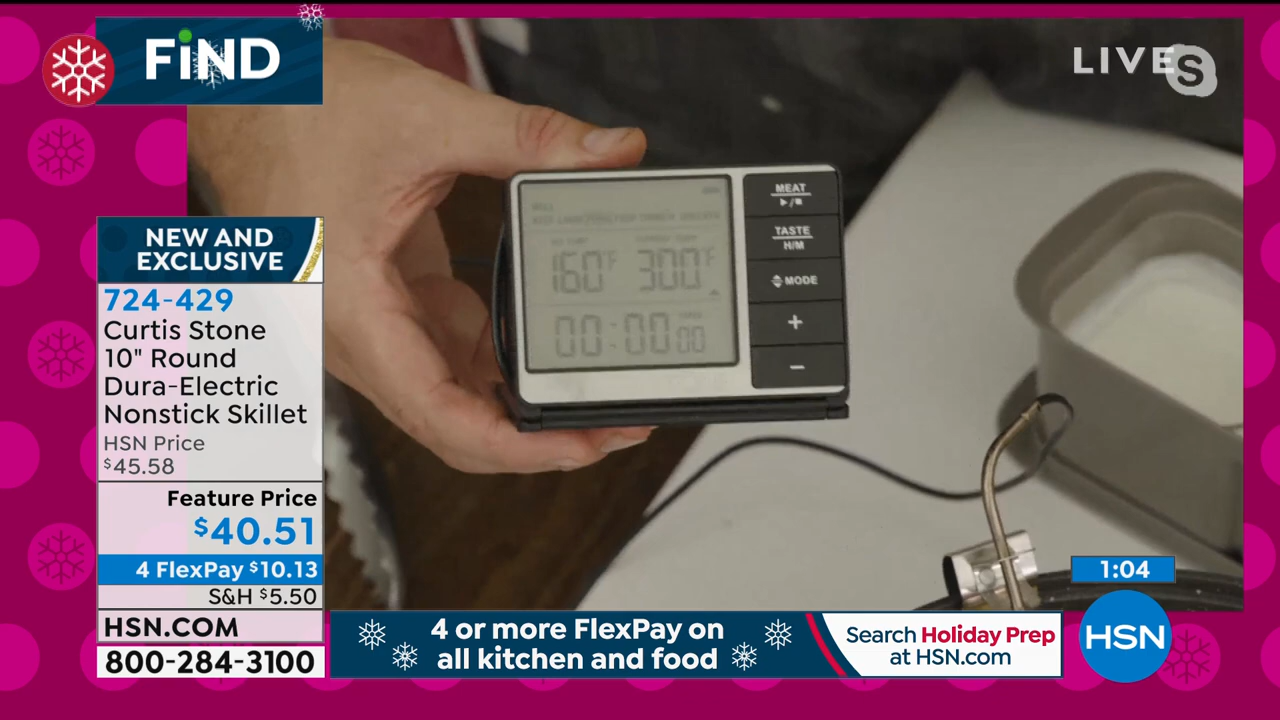 FiND
LIVE
S
NEW AND
EXCLUSIVE
724-429
Curtis Stone
10" Round
Dura-Electric
Nonstick Skillet
HSN Price
$45.58
Feature Price
$40.51
4 FlexPay $10.13
S&H $5.50
HSN.COM
800-284-3100
160°F 300°F
00:00 00
MEAT
TASTE
H/M
MODE
+
−
1:04
4 or more FlexPay on
all kitchen and food
Search Holiday Prep
at HSN.com
HSN